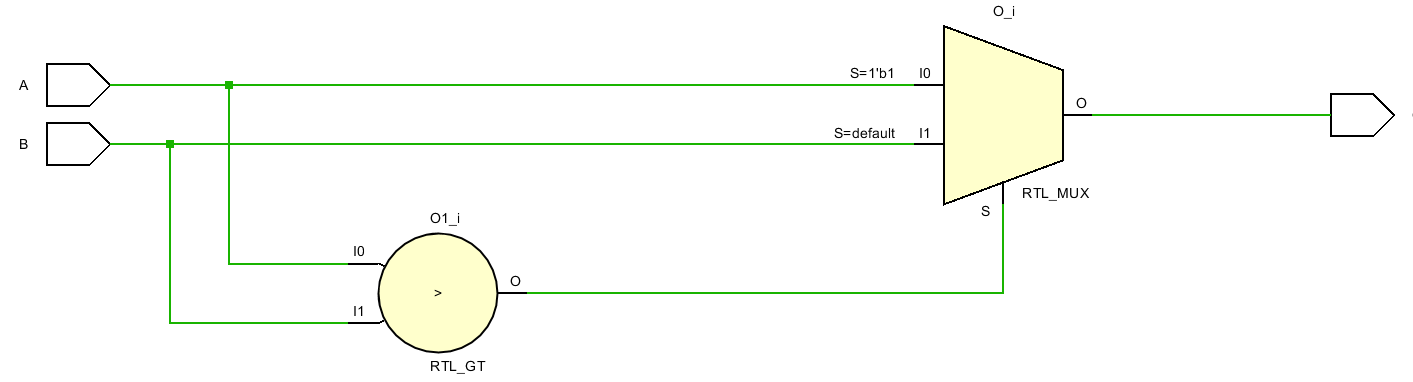 O_i
A
S=1'b1 I0
O
B
S=default I1
RTL_MUX
S
O1_i
I0
O
>
I1
RTL_GT